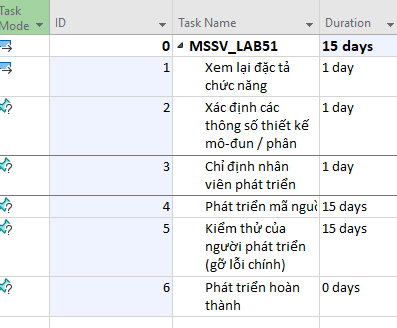 Task Mode ID Task Name Duration
0 MSSV_LAB51 15 days
1 Xem lại đặc tả 1 day
chức năng
2 Xác định các 1 day
thông số thiết kế
mô-đun / phân
3 Chỉ định nhân 1 day
viên phát triển
4 Phát triển mã nguồ 15 days
5 Kiểm thử của 15 days
người phát triển
(gỡ lỗi chính)
6 Phát triển hoàn 0 days
thành